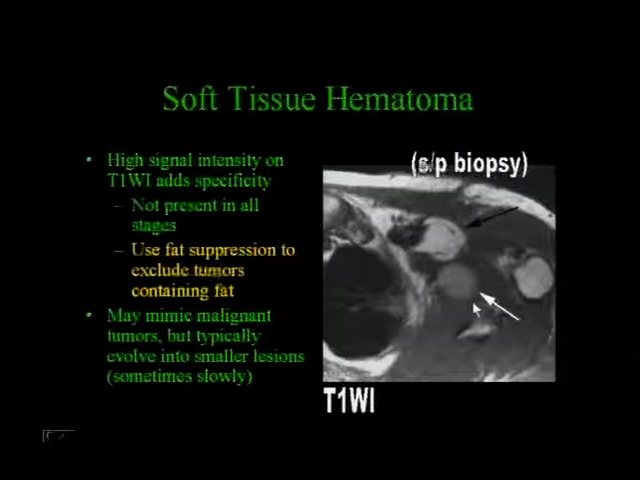 Soft Tissue Hematoma
(s/p biopsy)
• High signal intensity on
T1WI adds specificity
– Not present in all
stages
– Use fat suppression to
exclude tumors
containing fat
• May mimic malignant
tumors, but typically
evolve into smaller lesions
(sometimes slowly)
T1WI